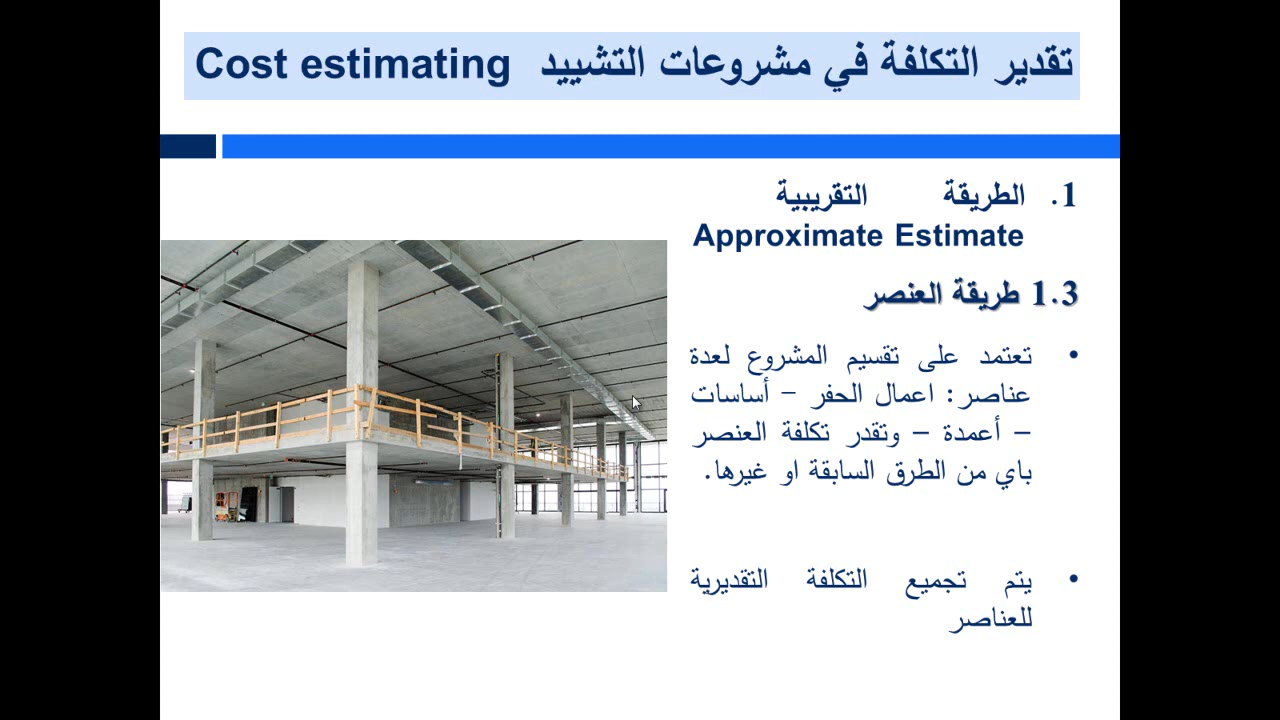 تقدير التكلفة في مشروعات التشييد Cost estimating
1. الطريقة التقريبية
Approximate Estimate
1.3 طريقة العنصر
• تعتمد على تقسيم المشروع لعدة
عناصر: اعمال الحفر – أساسات
– أعمدة – وتقدر تكلفة العنصر
باي من الطرق السابقة او غيرها.
• يتم تجميع التكلفة التقديرية
للعناصر